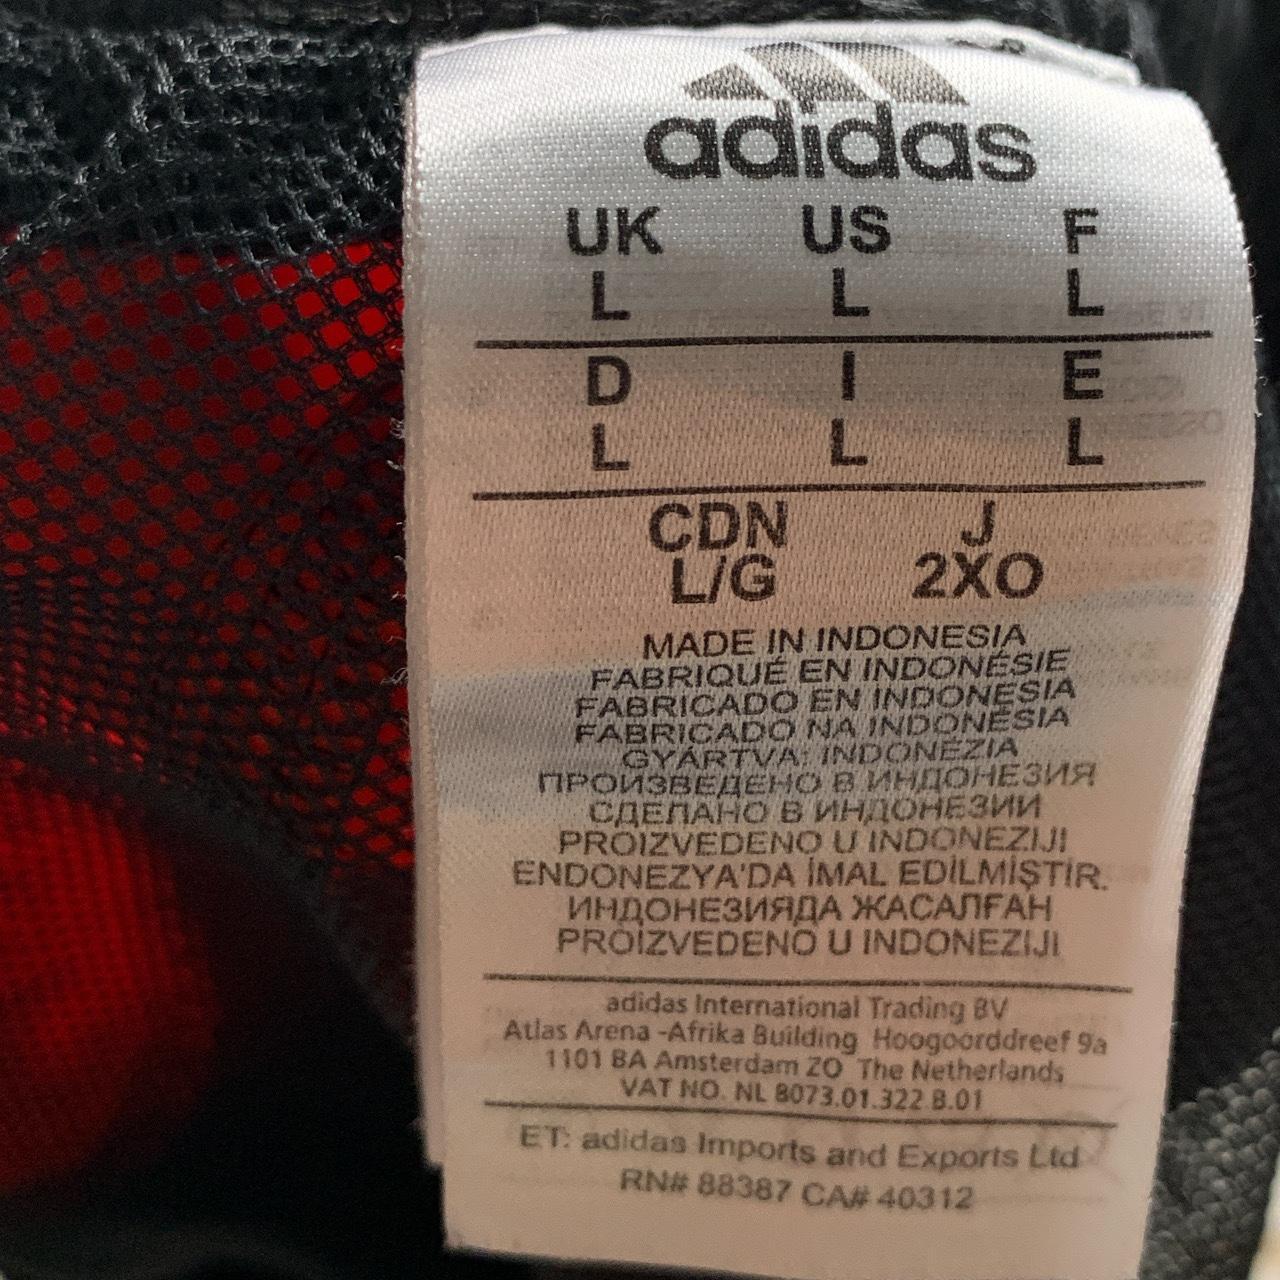 adidas
UK US F
L L L
D I E
L L L
CDN J
L/G 2XO
MADE IN INDONESIA
FABRIQUÉ EN INDONÉSIE
FABRICADO EN INDONESIA
FABRICADO NA INDONÉSIA
GYÁRTVA: INDONÉZIA
ПРОИЗВЕДЕНО В ИНДОНЕЗИЯ
СДЕЛАНО В ИНДОНЕЗИИ
PROIZVEDENO U INDONEZIJI
ENDONEZYA'DA İMAL EDİLMİŞTİR.
ИНДОНЕЗИЯДА ЖАСАЛҒАН
PROIZVEDENO U INDONEZIJI
adidas International Trading BV
Atlas Arena -Afrika Building Hoogoorddreef 9a
1101 BA Amsterdam ZO The Netherlands
VAT NO. NL 8073.01.322 B.01
ET: adidas Imports and Exports Ltd
RN# 88387 CA# 40312